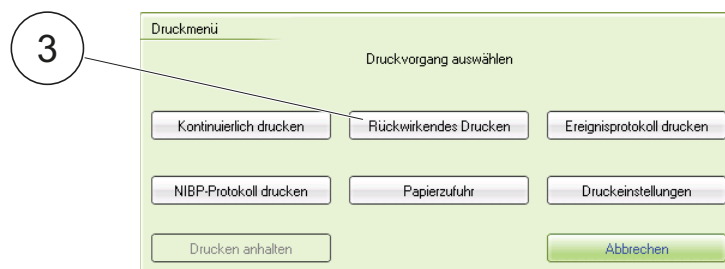 3
Druckmenü
Druckvorgang auswählen
Kontinuierlich drucken
Rückwirkendes Drucken
Ereignisprotokoll drucken
NIBP-Protokoll drucken
Papierzufuhr
Druckeinstellungen
Drucken anhalten
Abbrechen